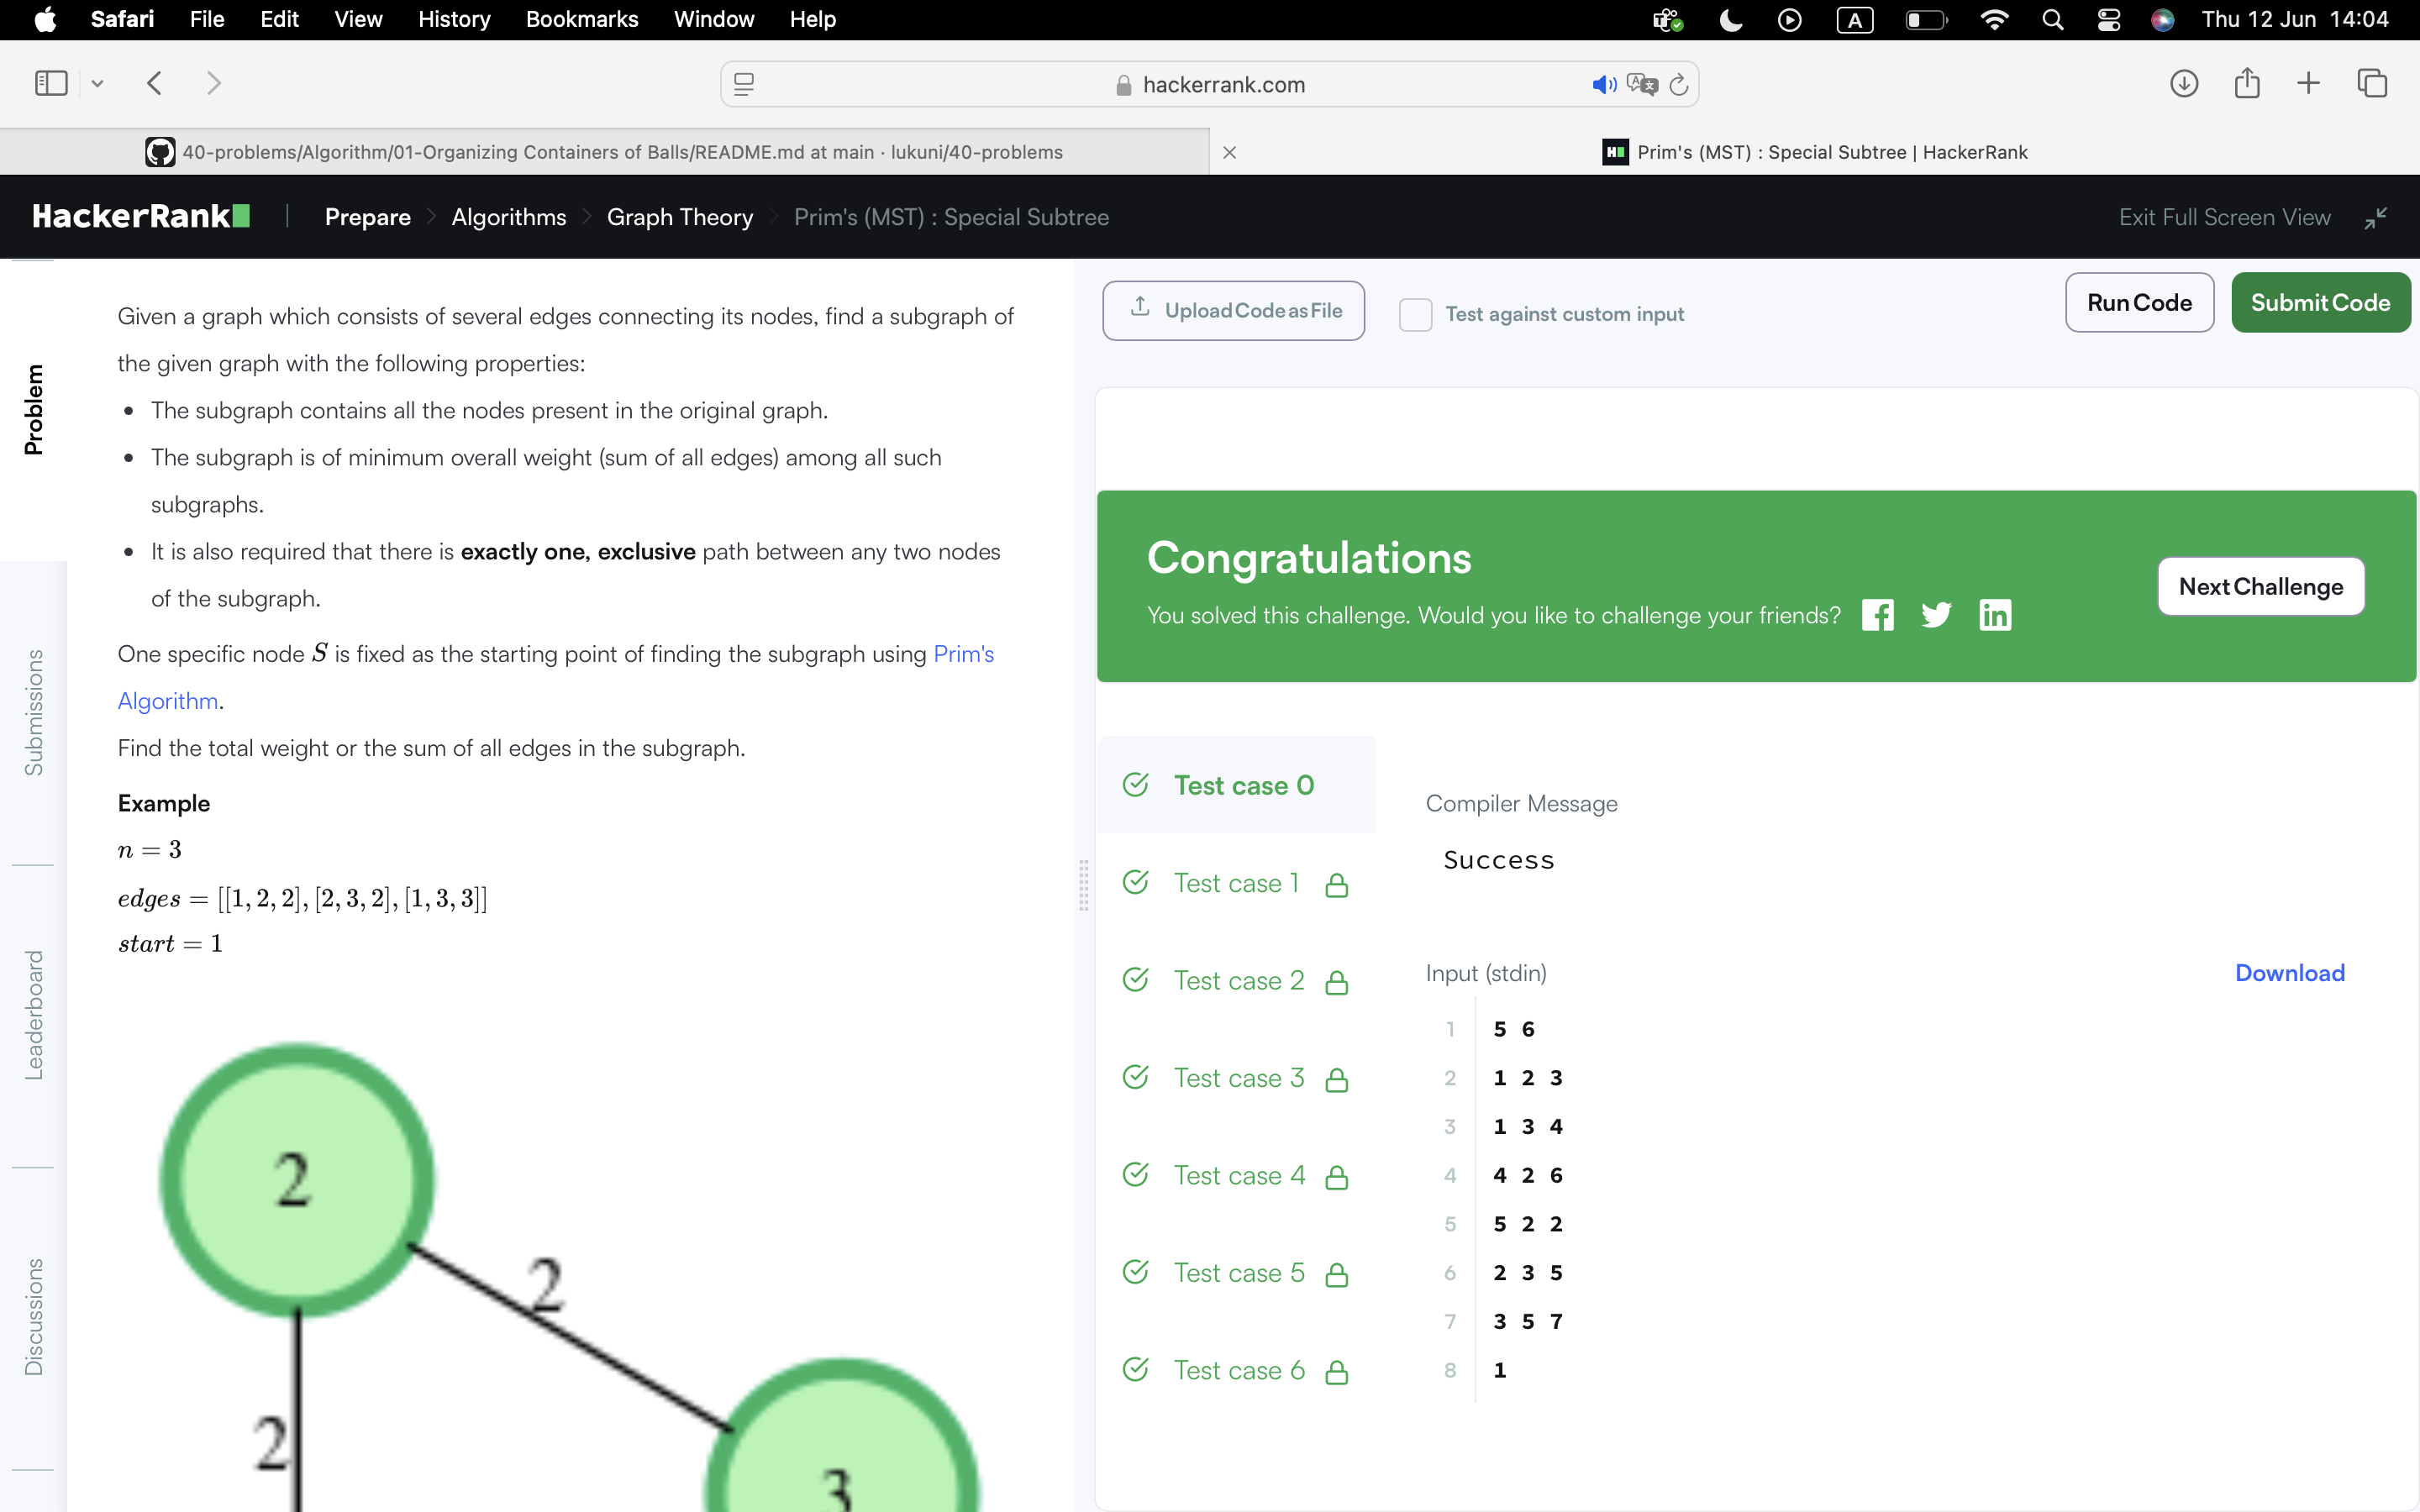 Safari File Edit View History Bookmarks Window Help A Thu 12 Jun 14:04
hackerrank.com
40-problems/Algorithm/01-Organizing Containers of Balls/README.md at main · lukuni/40-problems
Prim's (MST) : Special Subtree | HackerRank
HackerRank Prepare Algorithms Graph Theory Prim's (MST) : Special Subtree Exit Full Screen View
Problem
Submissions
Leaderboard
Discussions
Given a graph which consists of several edges connecting its nodes, find a subgraph of
the given graph with the following properties:
• The subgraph contains all the nodes present in the original graph.
• The subgraph is of minimum overall weight (sum of all edges) among all such
subgraphs.
• It is also required that there is exactly one, exclusive path between any two nodes
of the subgraph.
One specific node S is fixed as the starting point of finding the subgraph using Prim's
Algorithm.
Find the total weight or the sum of all edges in the subgraph.
Example
n = 3
edges = [[1, 2, 2], [2, 3, 2], [1, 3, 3]]
start = 1
2
2
2
3
Upload Code as File
Test against custom input
Run Code
Submit Code
Congratulations
You solved this challenge. Would you like to challenge your friends?
Next Challenge
Test case 0
Test case 1
Test case 2
Test case 3
Test case 4
Test case 5
Test case 6
Compiler Message
Success
Input (stdin)
Download
1 5 6
2 1 2 3
3 1 3 4
4 4 2 6
5 5 2 2
6 2 3 5
7 3 5 7
8 1